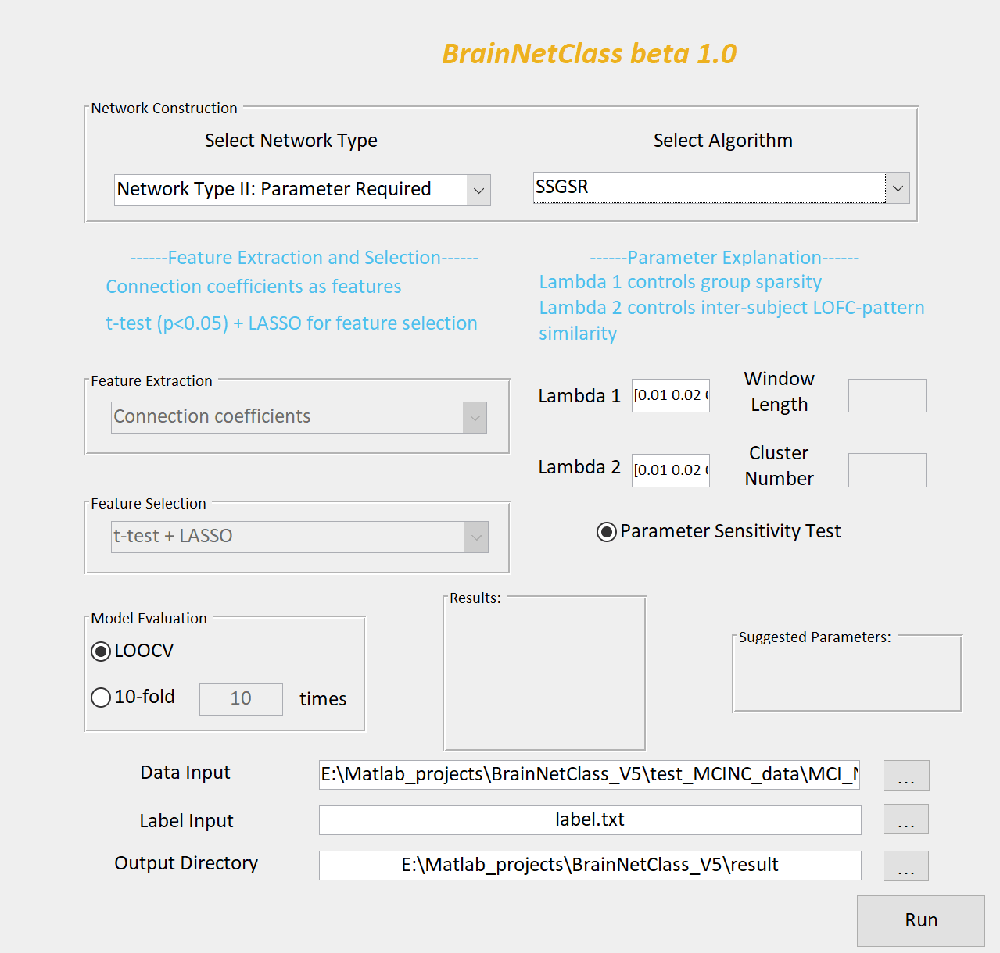 BrainNetClass beta 1.0
Network Construction
Select Network Type
Select Algorithm
Network Type II: Parameter Required
SSGSR
------Feature Extraction and Selection------
Connection coefficients as features
t-test (p<0.05) + LASSO for feature selection
------Parameter Explanation------
Lambda 1 controls group sparsity
Lambda 2 controls inter-subject LOFC-pattern
similarity
Feature Extraction
Connection coefficients
Feature Selection
t-test + LASSO
Lambda 1
[0.01 0.02
Window
Length
Lambda 2
[0.01 0.02
Cluster
Number
Parameter Sensitivity Test
Model Evaluation
LOOCV
10-fold
10
times
Results:
Suggested Parameters:
Data Input
E:\Matlab_projects\BrainNetClass_V5\test_MCINC_data\MCI_N
...
Label Input
label.txt
...
Output Directory
E:\Matlab_projects\BrainNetClass_V5\result
...
Run